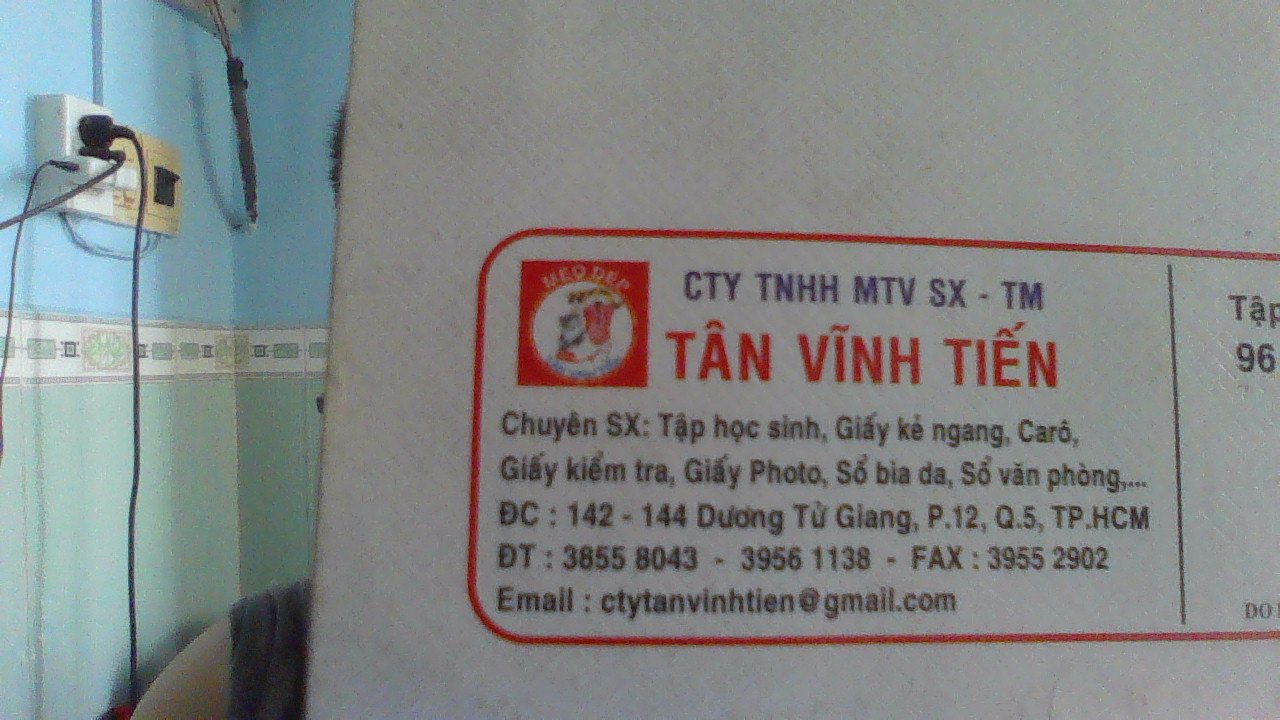 MÈO ĐẸP
CTY TNHH MTV SX - TM
TÂN VĨNH TIẾN
Chuyên SX: Tập học sinh, Giấy kẻ ngang, Carô,
Giấy kiểm tra, Giấy Photo, Sổ bìa da, Sổ văn phòng,...
ĐC : 142 - 144 Dương Tử Giang, P.12, Q.5, TP.HCM
ĐT : 3855 8043 - 3956 1138 - FAX : 3955 2902
Email : ctytanvinhtien@gmail.com
Tập
96